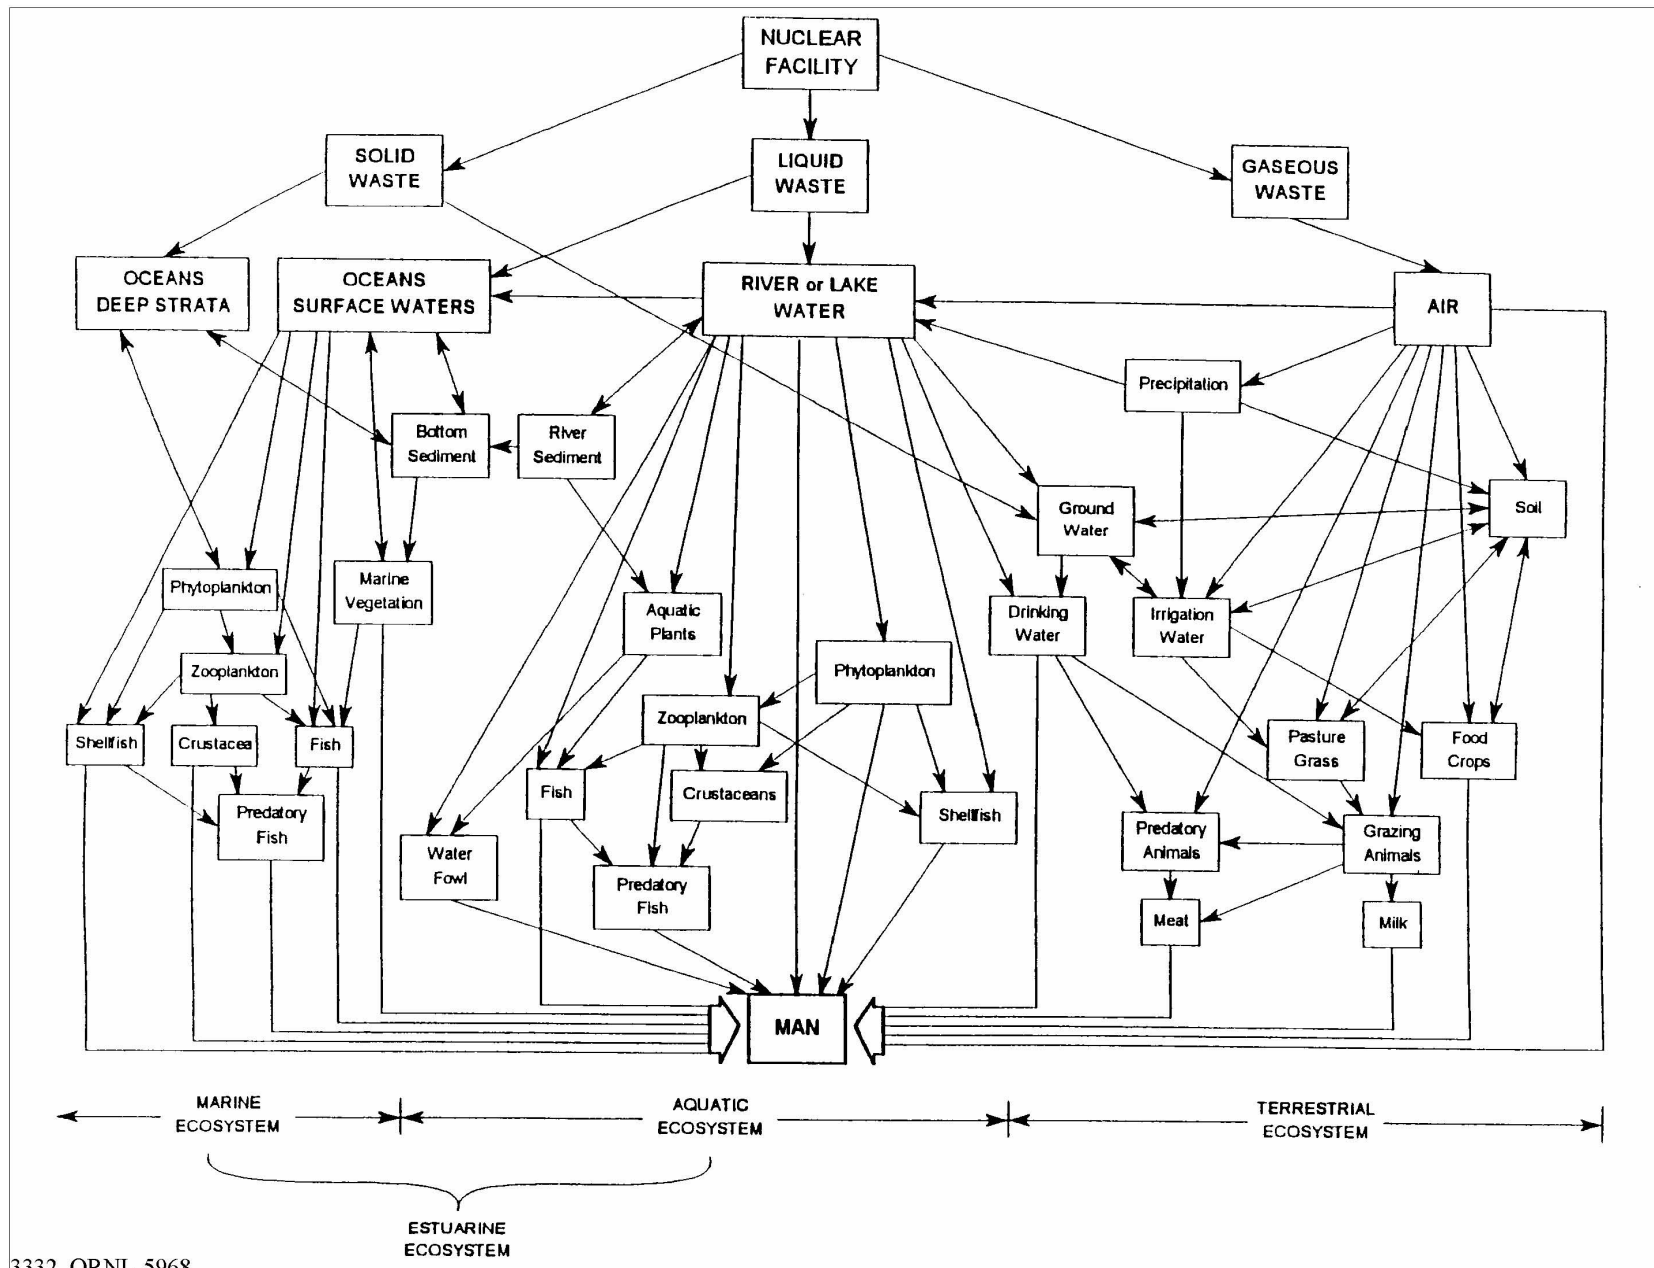 NUCLEAR
FACILITY
SOLID
WASTE
LIQUID
WASTE
GASEOUS
WASTE
OCEANS
DEEP STRATA
OCEANS
SURFACE WATERS
RIVER or LAKE
WATER
AIR
Precipitation
Bottom
Sediment
River
Sediment
Ground
Water
Soil
Phytoplankton
Marine
Vegetation
Aquatic
Plants
Drinking
Water
Irrigation
Water
Zooplankton
Phytoplankton
Zooplankton
Shellfish
Crustacea
Fish
Pasture
Grass
Food
Crops
Fish
Crustaceans
Shellfish
Predatory
Fish
Predatory
Animals
Grazing
Animals
Water
Fowl
Predatory
Fish
Meat
Milk
MAN
MARINE
ECOSYSTEM
AQUATIC
ECOSYSTEM
TERRESTRIAL
ECOSYSTEM
ESTUARINE
ECOSYSTEM
3332 ORNL-5968